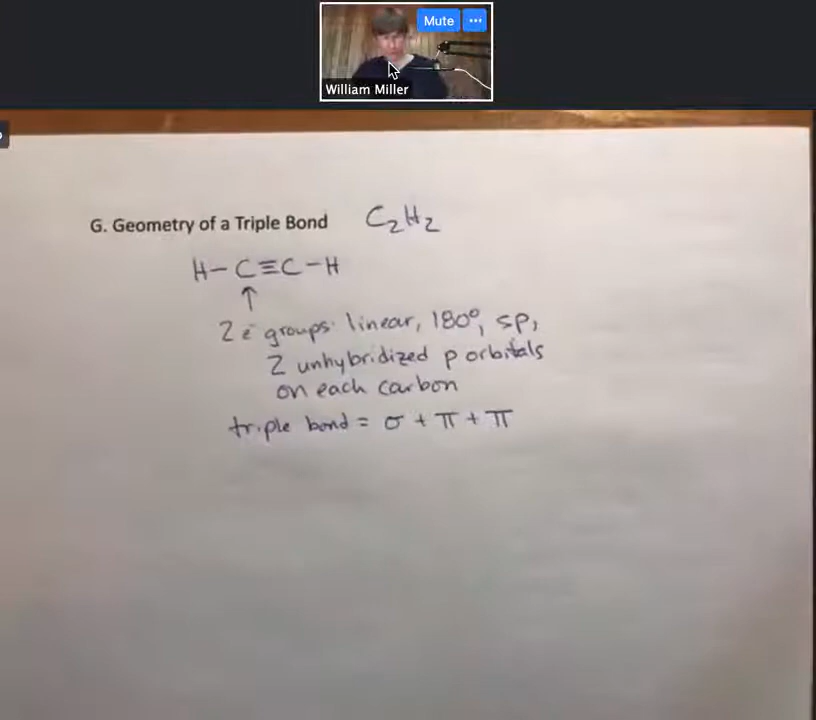 Mute ...
William Miller
G. Geometry of a Triple Bond C₂H₂
H-C≡C-H
↑
2 e⁻ groups: linear, 180°, sp,
2 unhybridized p orbitals
on each carbon
triple bond = σ + π + π